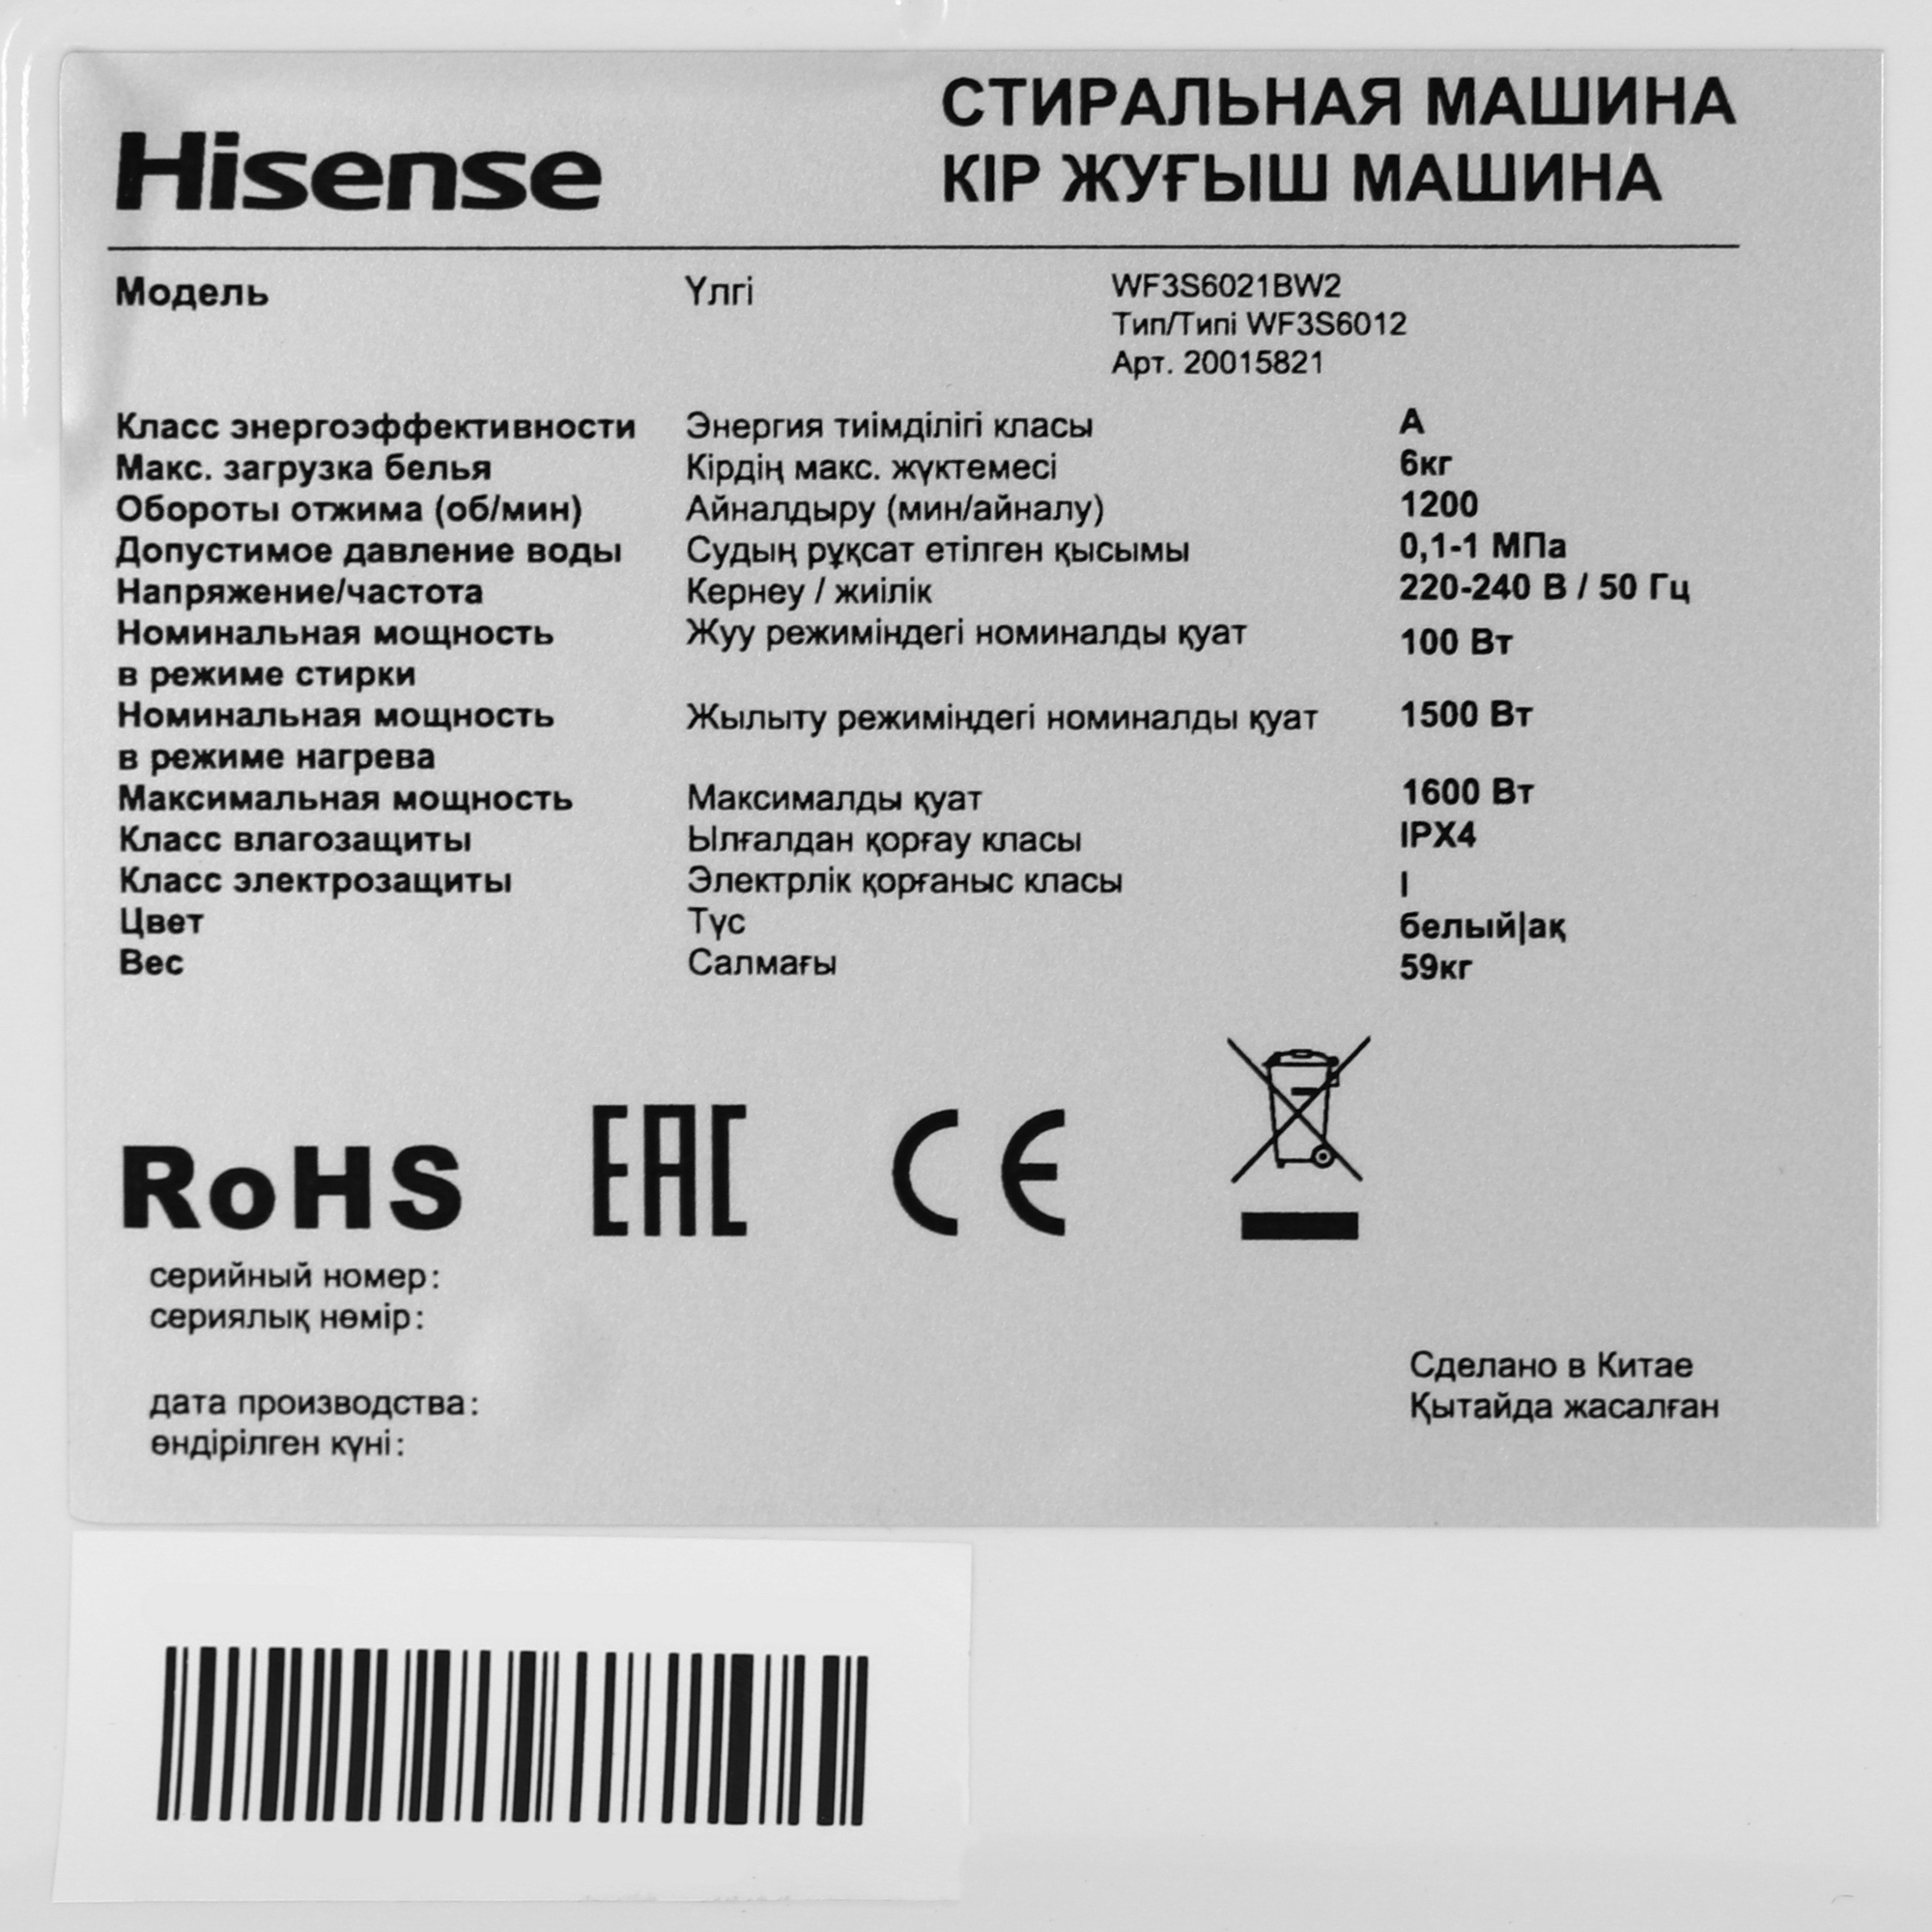 Hisense
СТИРАЛЬНАЯ МАШИНА
КІР ЖУҒЫШ МАШИНА
Модель Үлгі WF3S6021BW2
Тип/Типі WF3S6012
Арт. 20015821
Класс энергоэффективности Энергия тиімділігі класы A
Макс. загрузка белья Кірдің макс. жүктемесі 6кг
Обороты отжима (об/мин) Айналдыру (мин/айналу) 1200
Допустимое давление воды Судың рұқсат етілген қысымы 0,1-1 МПа
Напряжение/частота Кернеу / жиілік 220-240 В / 50 Гц
Номинальная мощность Жуу режиміндегі номиналды қуат 100 Вт
в режиме стирки
Номинальная мощность Жылыту режиміндегі номиналды қуат 1500 Вт
в режиме нагрева
Максимальная мощность Максималды қуат 1600 Вт
Класс влагозащиты Ылғалдан қорғау класы IPX4
Класс электрозащиты Электрлік қорғаныс класы I
Цвет Түс белый|ақ
Вес Салмағы 59кг
RoHS EAC CE
серийный номер:
сериялық нөмір:
дата производства:
өндірілген күні:
Сделано в Китае
Қытайда жасалған